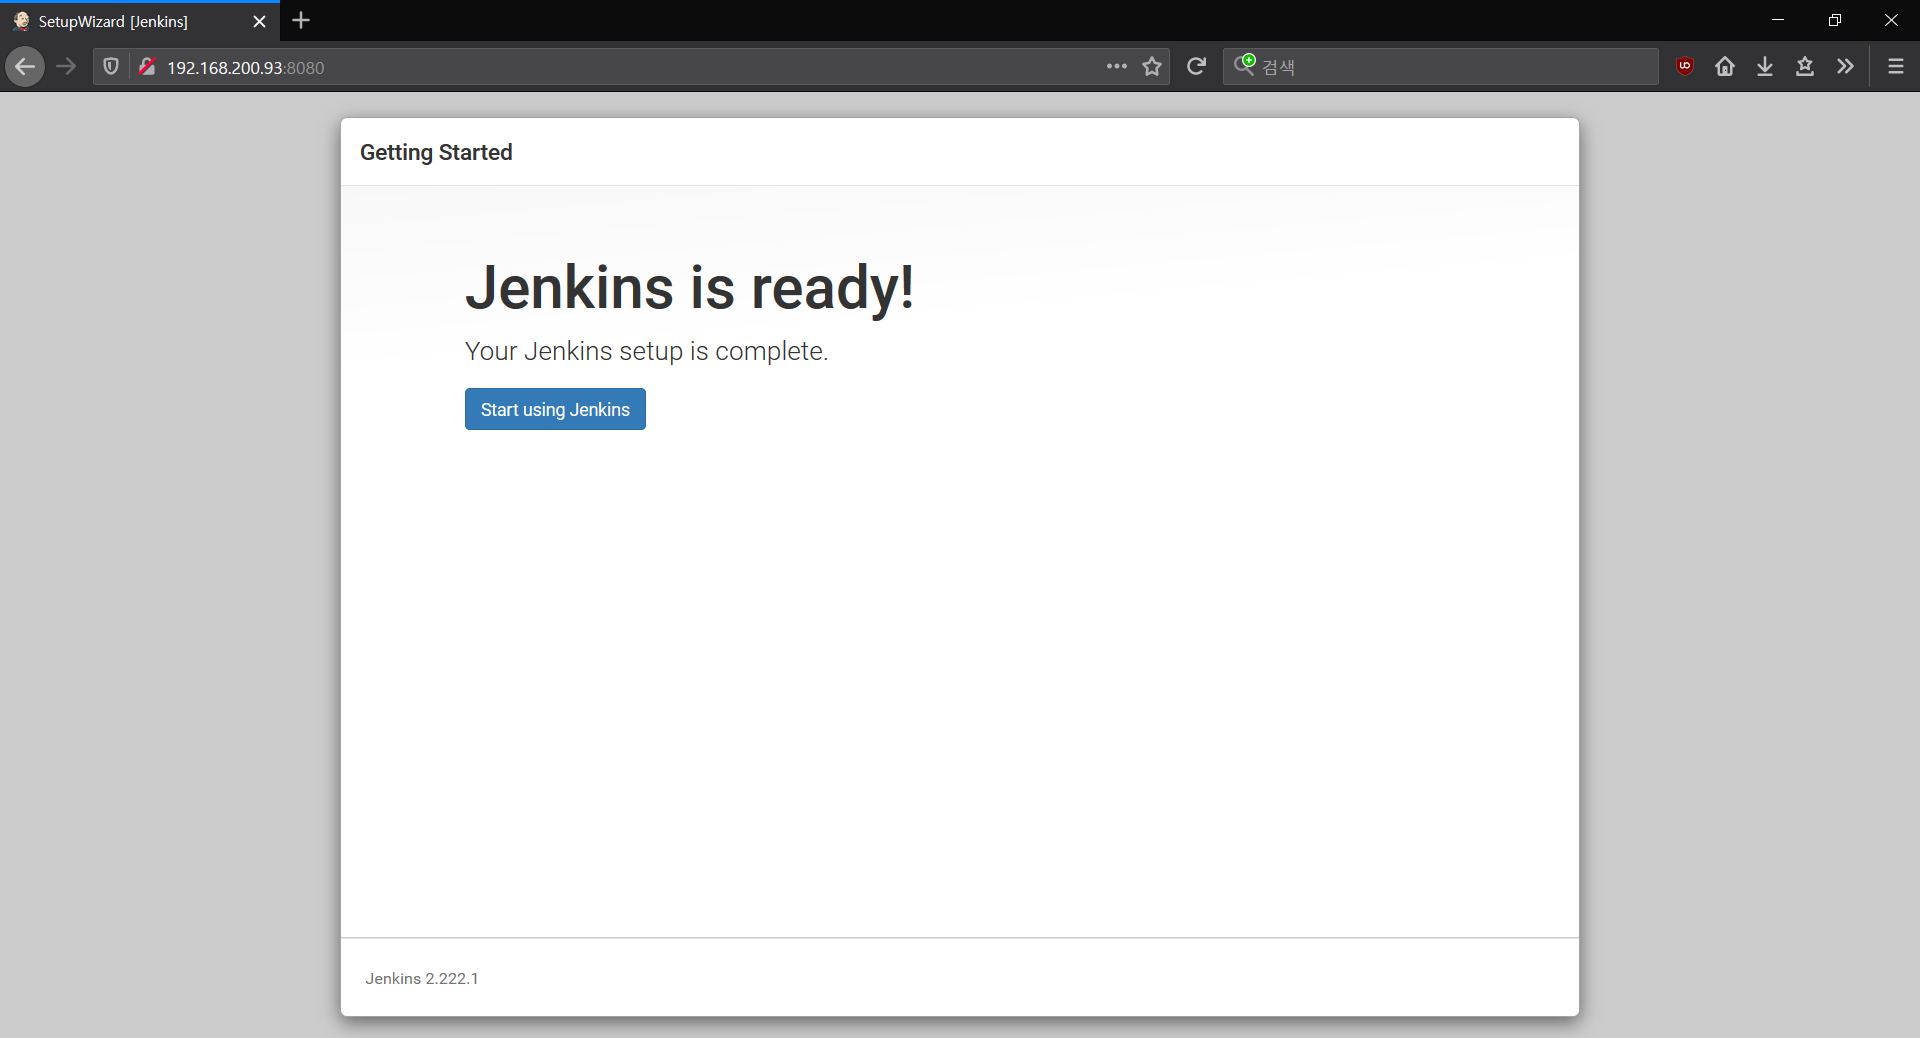 SetupWizard [Jenkins]
192.168.200.93:8080
검색
Getting Started
Jenkins is ready!
Your Jenkins setup is complete.
Start using Jenkins
Jenkins 2.222.1